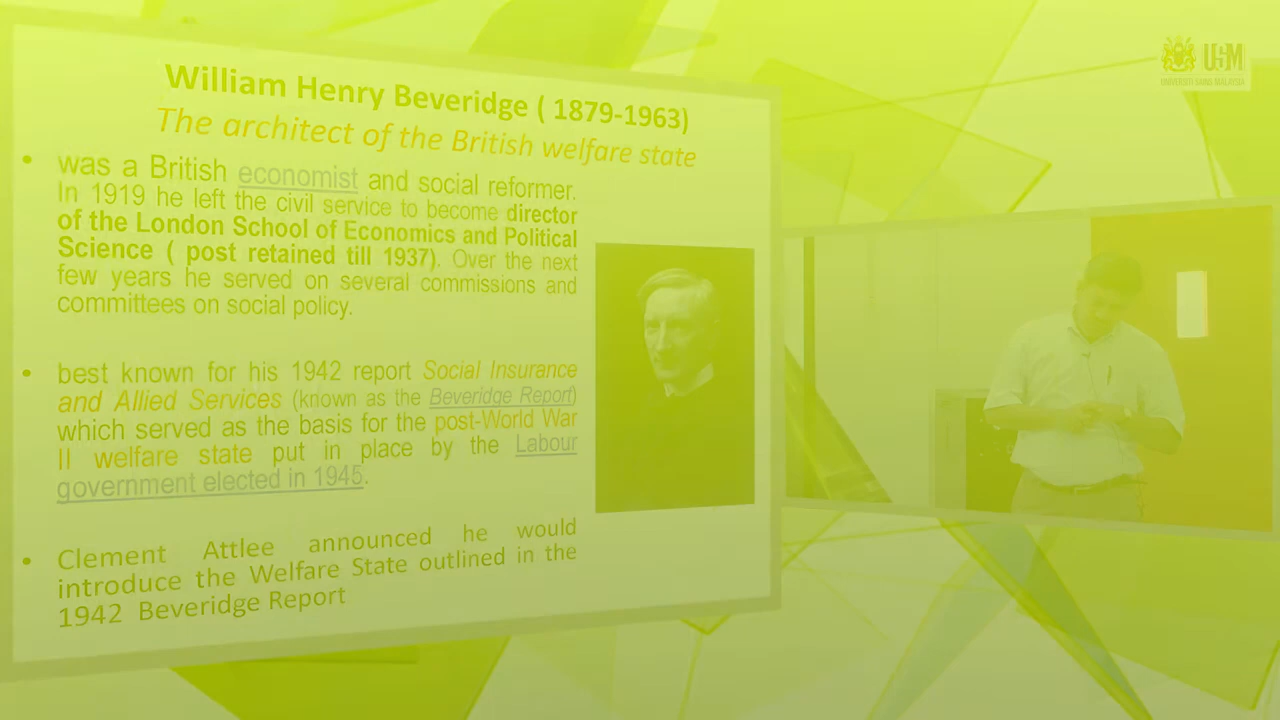 William Henry Beveridge ( 1879-1963)
The architect of the British welfare state
• was a British economist and social reformer.
In 1919 he left the civil service to become director
of the London School of Economics and Political
Science ( post retained till 1937). Over the next
few years he served on several commissions and
committees on social policy.
• best known for his 1942 report Social Insurance
and Allied Services (known as the Beveridge Report)
which served as the basis for the post-World War
II welfare state put in place by the Labour
government elected in 1945.
• Clement Attlee announced he would
introduce the Welfare State outlined in the
1942 Beveridge Report
USM
UNIVERSITI SAINS MALAYSIA